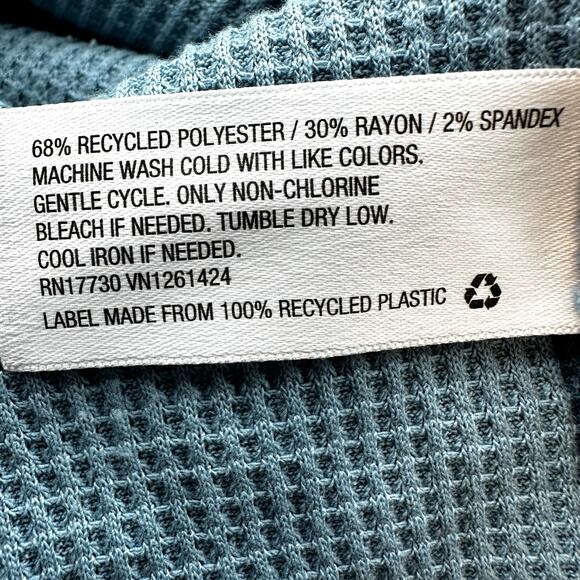 68% RECYCLED POLYESTER / 30% RAYON / 2% SPANDEX
MACHINE WASH COLD WITH LIKE COLORS.
GENTLE CYCLE. ONLY NON-CHLORINE
BLEACH IF NEEDED. TUMBLE DRY LOW.
COOL IRON IF NEEDED.
RN17730 VN1261424
LABEL MADE FROM 100% RECYCLED PLASTIC